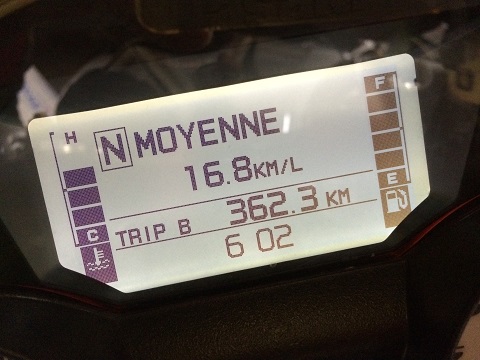 H
F
N MOYENNE
16.8KM/L
E
C
TRIP B 362.3 KM
6 02